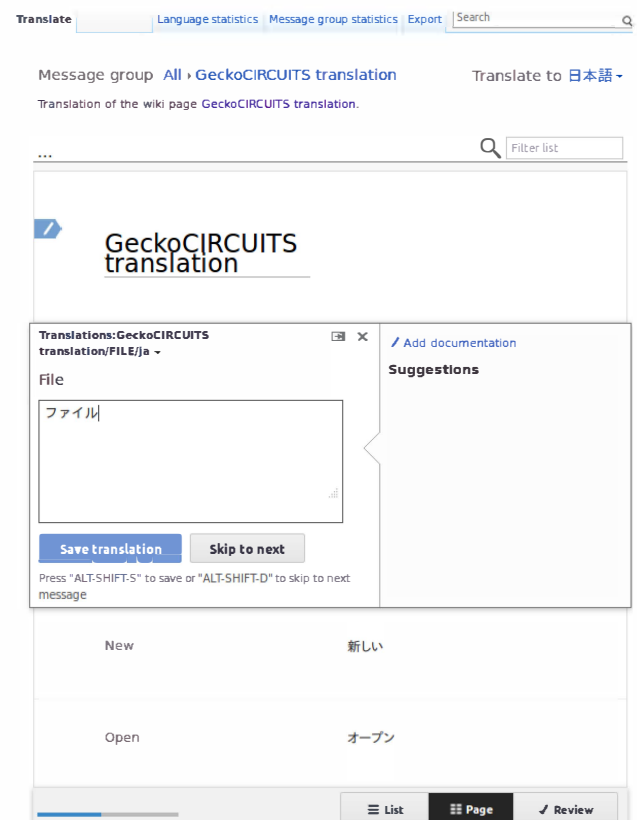 Translate Language statistics Message group statistics Export Search
Message group All › GeckoCIRCUITS translation Translate to 日本語
Translation of the wiki page GeckoCIRCUITS translation.
... Filter list
GeckoCIRCUITS
translation
Translations:GeckoCIRCUITS
translation/FILE/ja
File
ファイル
Save translation Skip to next
Press "ALT-SHIFT-S" to save or "ALT-SHIFT-D" to skip to next
message
Add documentation
Suggestions
New 新しい
Open オープン
List Page Review